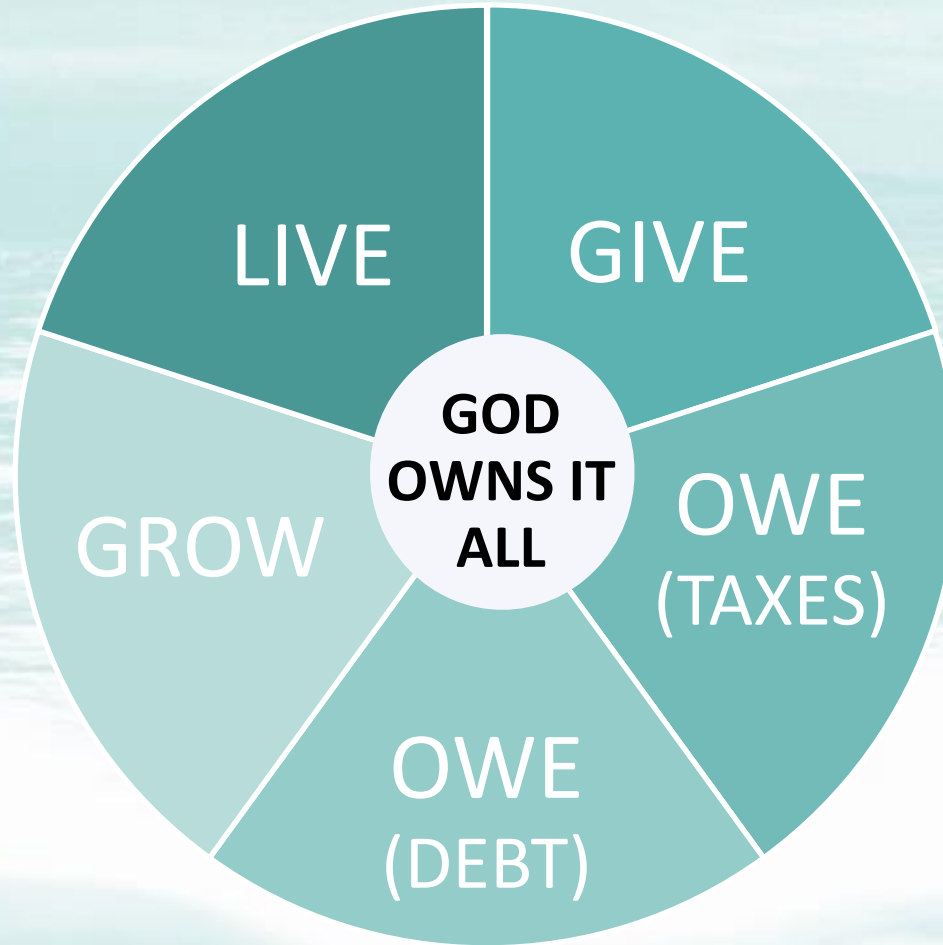 LIVE
GIVE
GOD
OWNS IT
ALL
OWE
(TAXES)
GROW
OWE
(DEBT)